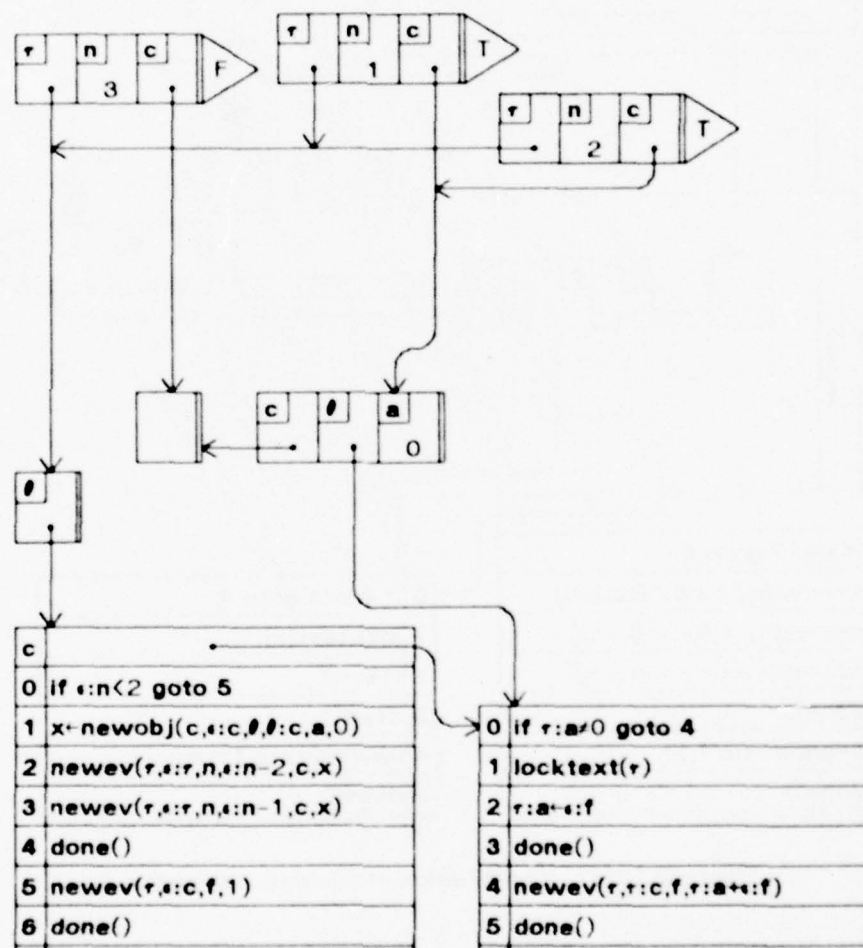 τ n c F
3
τ n c T
1
τ n c T
2
c θ a
0
θ
c
0 if ε:n<2 goto 5
1 x←newobj(c,ε:c,θ,θ:c,a,0)
2 newev(τ,ε:τ,n,ε:n-2,c,x)
3 newev(τ,ε:τ,n,ε:n-1,c,x)
4 done()
5 newev(τ,ε:c,f,1)
6 done()
0 if τ:a≠0 goto 4
1 locktext(τ)
2 τ:a←ε:f
3 done()
4 newev(τ,τ:c,f,τ:a+ε:f)
5 done()